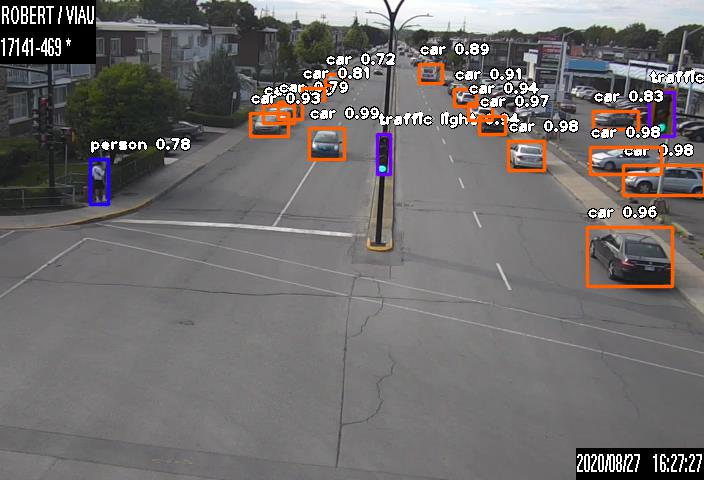 ROBERT / VIAU
17141-469 *
car 0.89
car 0.72
car 0.81
car 0.91
car 0.79
car 0.94
car 0.93
car 0.97
car 0.83
car 0.99
traffic
traffic light
car 0.98
car 0.98
person 0.78
0.98
car 0.96
2020/08/27 16:27:27